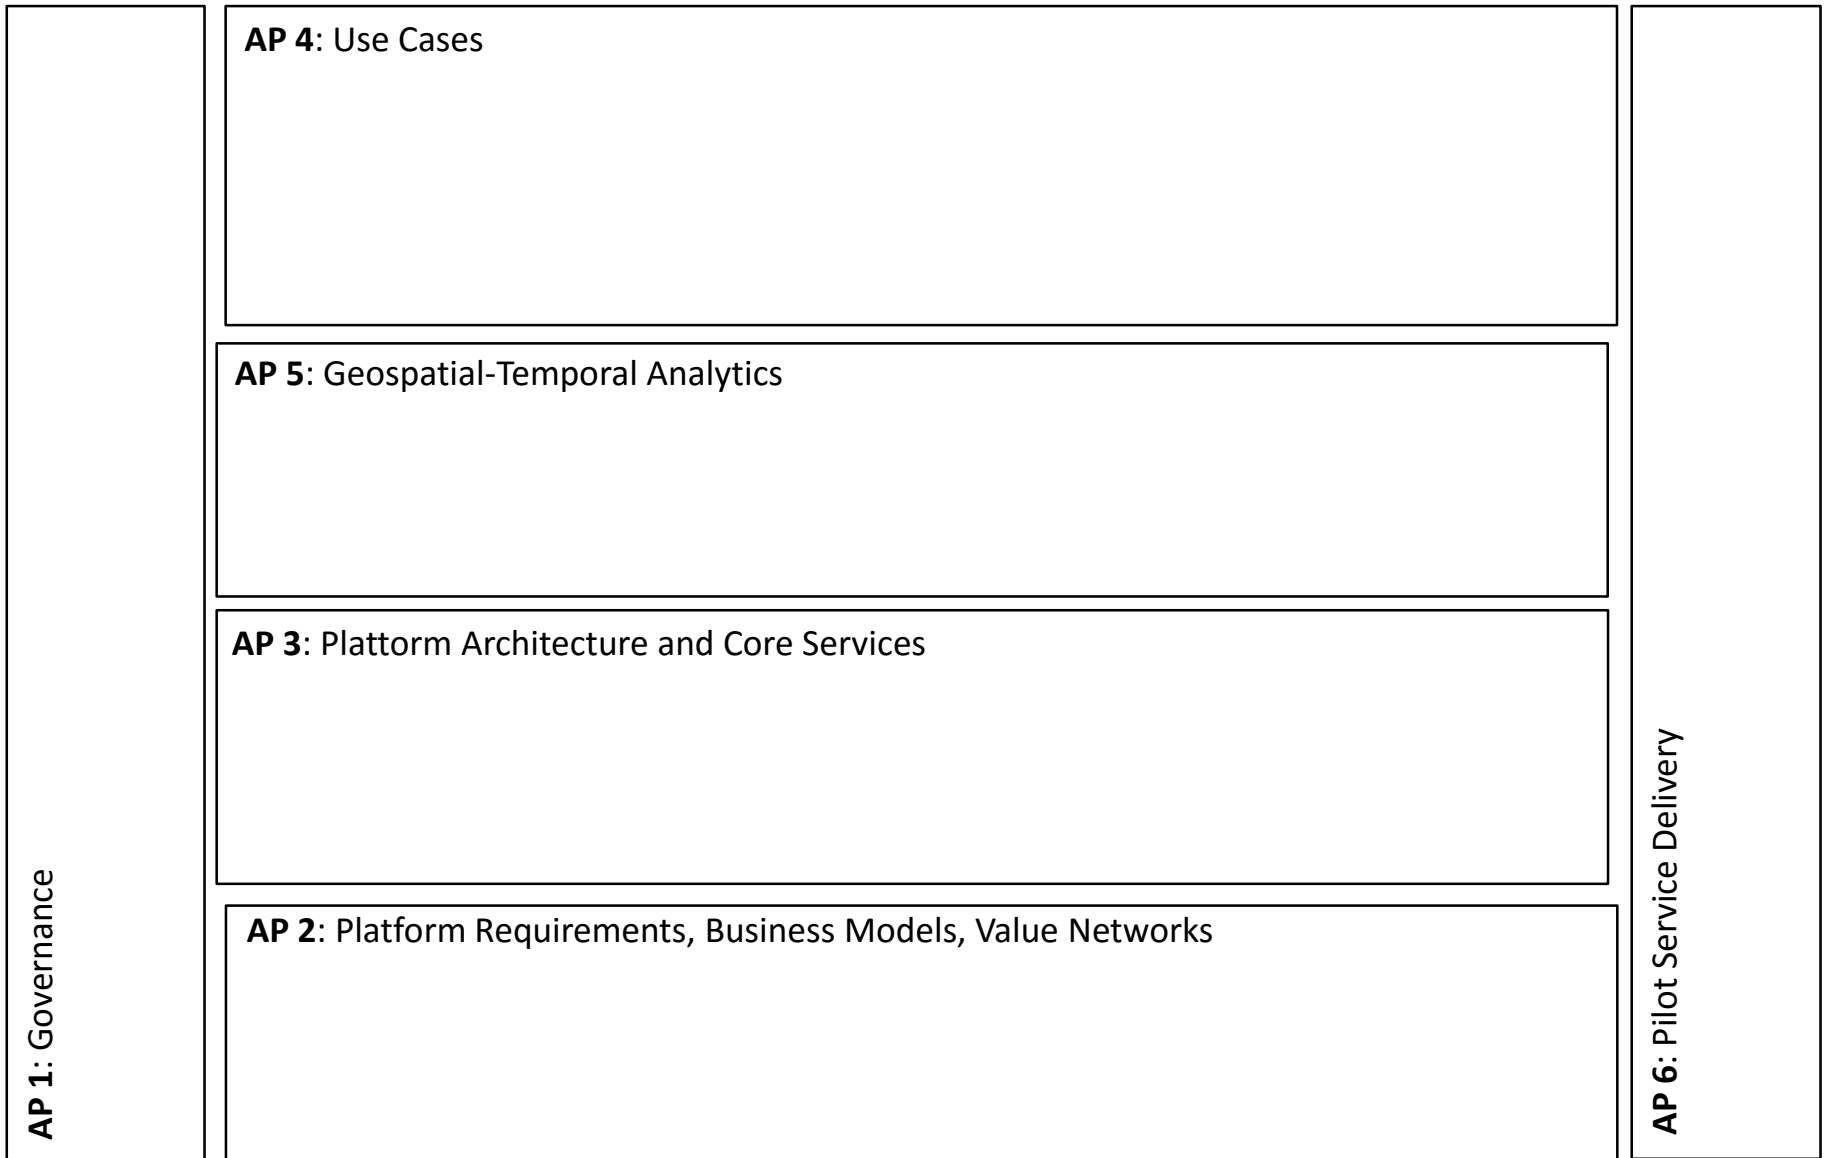 AP 4: Use Cases
AP 5: Geospatial-Temporal Analytics
AP 3: Plattorm Architecture and Core Services
AP 2: Platform Requirements, Business Models, Value Networks
AP 1: Governance
AP 6: Pilot Service Delivery